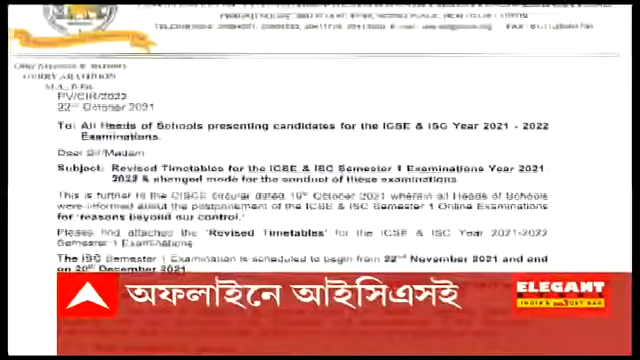 PV/CIR/2022
22nd October 2021
To: All Heads of Schools presenting candidates for the ICSE & ISC Year 2021 - 2022
Examinations.
Dear Sir/Madam
Subject: Revised Timetables for the ICSE & ISC Semester 1 Examinations Year 2021
2022 & changed mode for the conduct of these examinations
This is further to the CISCE circular dated 19th October 2021 wherein all Heads of Schools
were informed about the postponement of the ICSE & ISC Semester 1 Online Examinations
for 'reasons beyond our control.'
Please find attached the 'Revised Timetables' for the ICSE & ISC Year 2021-2022
Semester 1 Examinations
The ISC Semester 1 Examination is scheduled to begin from 22nd November 2021 and end
on 20th December 2021
অফলাইনে আইসিএসই
ELEGANT